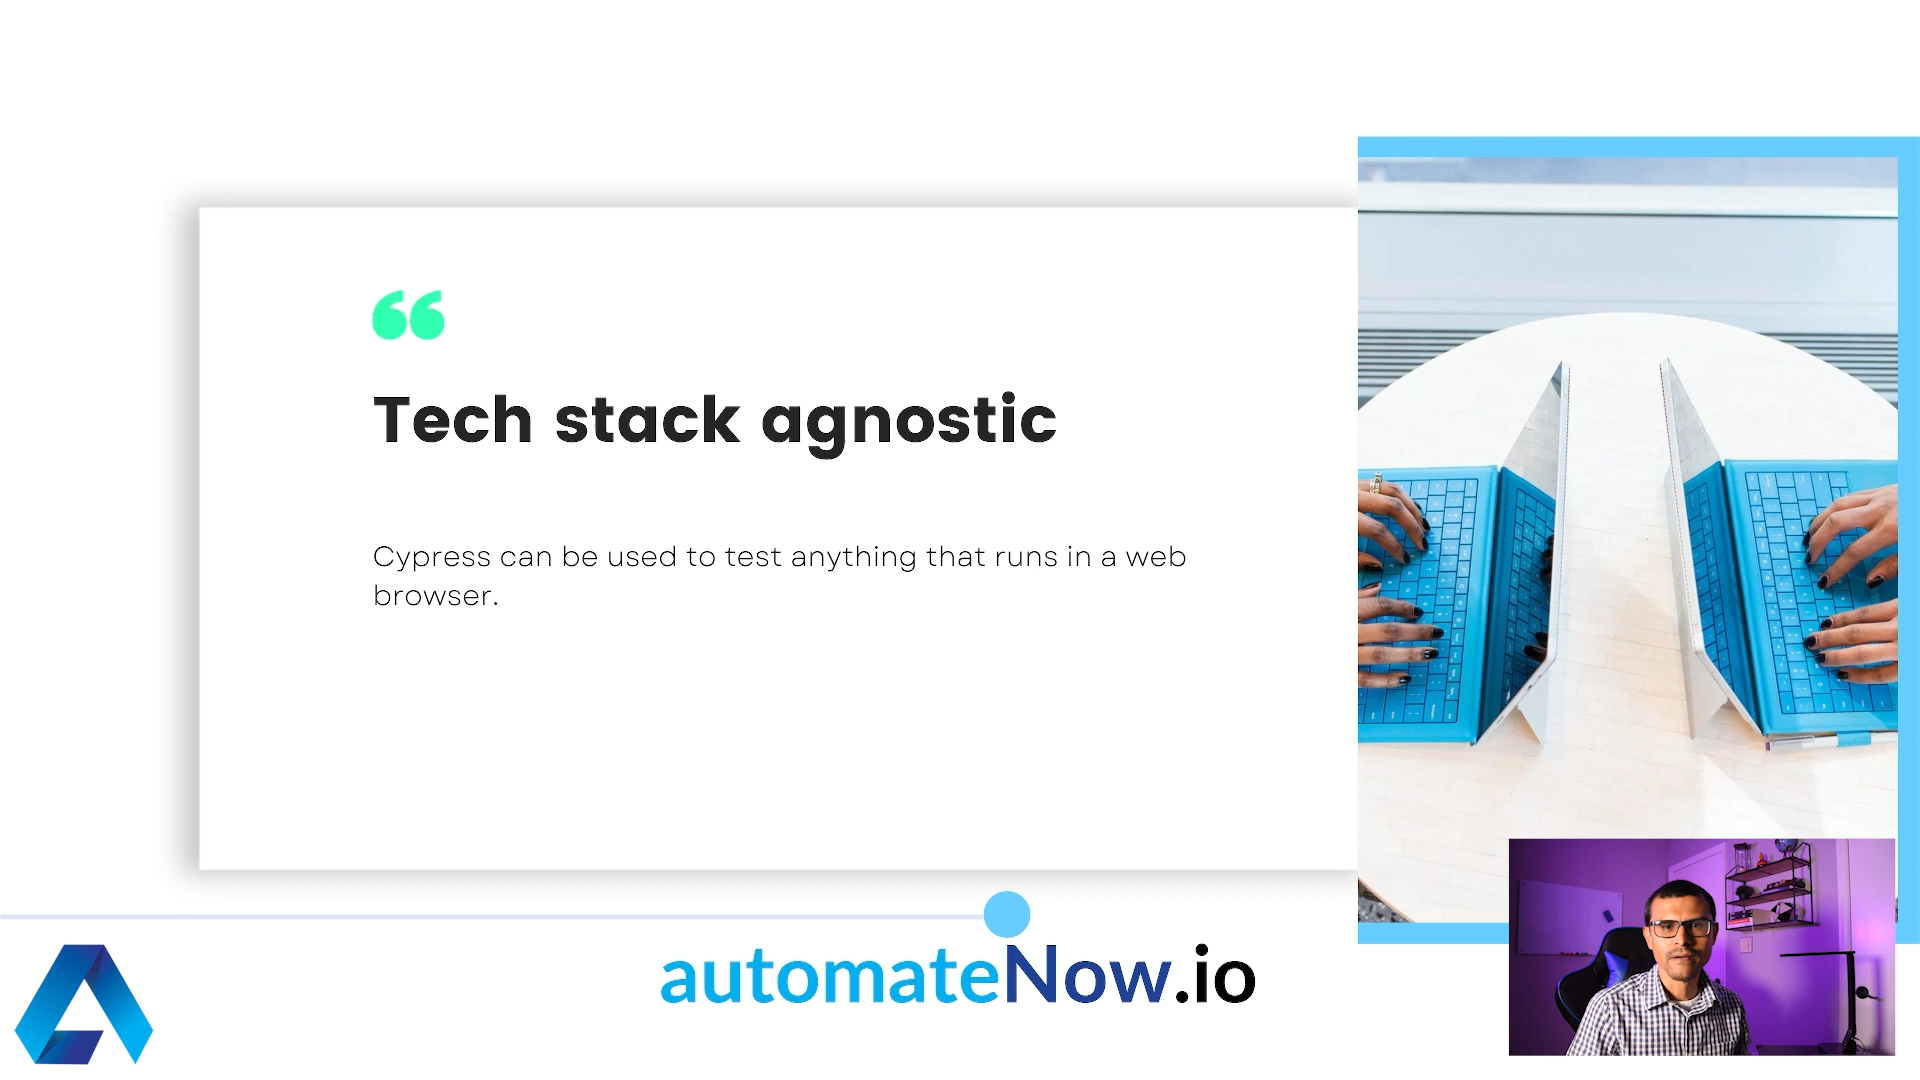 Tech stack agnostic
Cypress can be used to test anything that runs in a web
browser.
automateNow.io